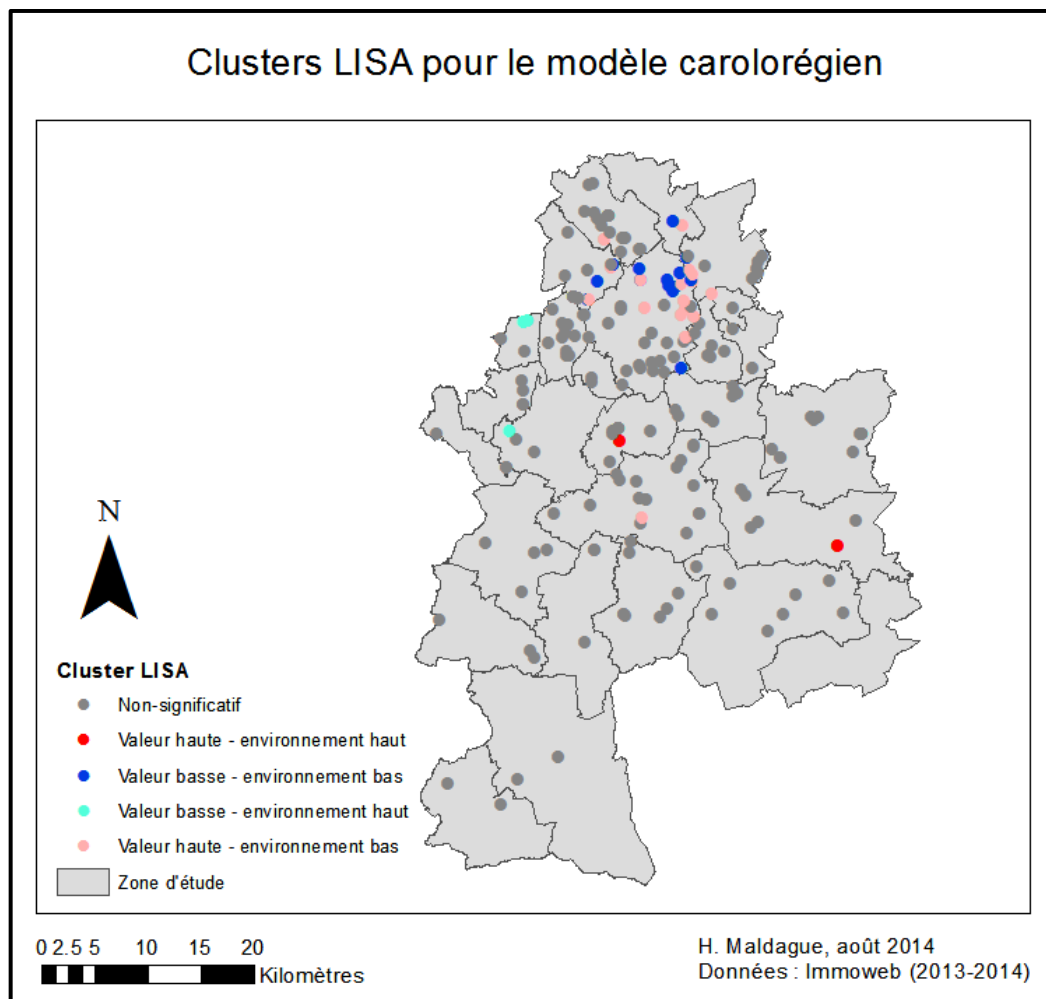 Clusters LISA pour le modèle carolorégien
N
Cluster LISA
Non-significatif
Valeur haute - environnement haut
Valeur basse - environnement bas
Valeur basse - environnement haut
Valeur haute - environnement bas
Zone d'étude
0 2.5 5 10 15 20
Kilomètres
H. Maldague, août 2014
Données : Immoweb (2013-2014)